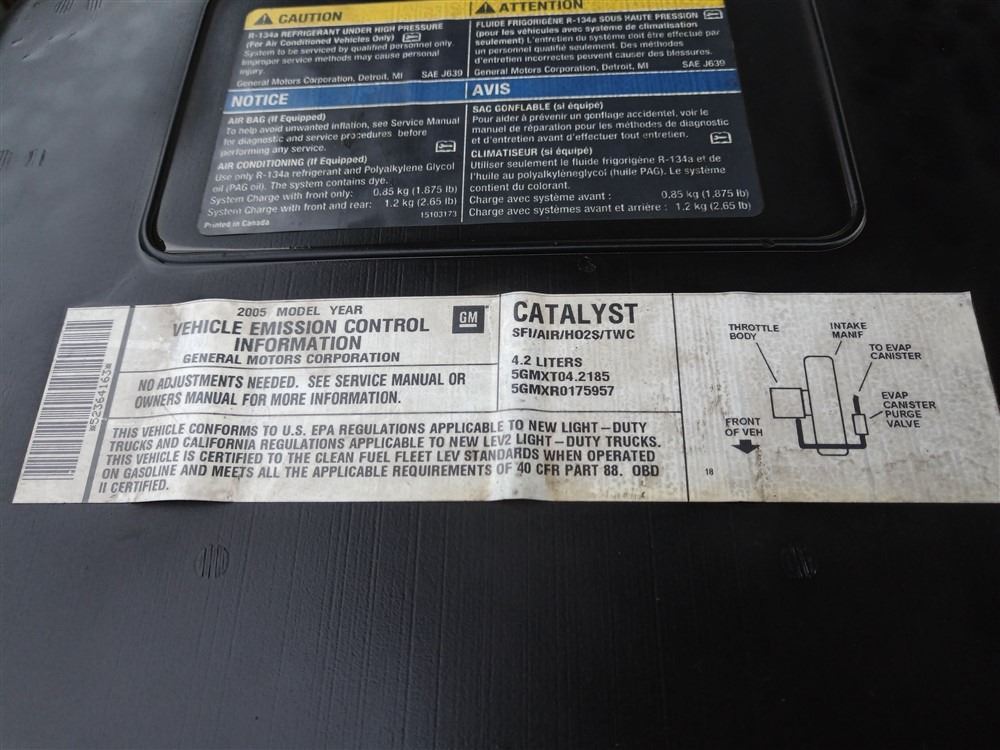 CAUTION
R-134a REFRIGERANT UNDER HIGH PRESSURE
(For Air Conditioned Vehicles Only)
System to be serviced by qualified personnel only.
Improper service methods may cause personal
injury.
General Motors Corporation, Detroit, MI SAE J639
ATTENTION
FLUIDE FRIGORIGÈNE R-134a SOUS HAUTE PRESSION
(pour les véhicules avec système de climatisation
seulement) L'entretien du système doit être effectué par
un personnel qualifié seulement. Des méthodes
d'entretien incorrectes peuvent causer des blessures.
General Motors Corporation, Detroit, MI SAE J639
NOTICE
AIR BAG (If Equipped)
To help avoid unwanted inflation, see Service Manual
for diagnostic and service procedures before
performing any service.
AIR CONDITIONING (If Equipped)
Use only R-134a refrigerant and Polyalkylene Glycol
oil (PAG oil). The system contains dye.
System Charge with front only: 0.85 kg (1.875 lb)
System Charge with front and rear: 1.2 kg (2.65 lb)
15103173
Printed in Canada
AVIS
SAC GONFLABLE (si équipé)
Pour aider à prévenir un gonflage accidentel, voir le
manuel de réparation pour les méthodes de diagnostic
et d'entretien avant d'effectuer tout entretien.
CLIMATISEUR (si équipé)
Utiliser seulement le fluide frigorigène R-134a et de
l'huile au polyalkylèneglycol (huile PAG). Le système
contient du colorant.
Charge avec système avant : 0.85 kg (1.875 lb)
Charge avec systèmes avant et arrière : 1.2 kg (2.65 lb)
*52364163*
2005 MODEL YEAR
VEHICLE EMISSION CONTROL
INFORMATION
GENERAL MOTORS CORPORATION
GM
NO ADJUSTMENTS NEEDED. SEE SERVICE MANUAL OR
OWNERS MANUAL FOR MORE INFORMATION.
CATALYST
SFI/AIR/HO2S/TWC
4.2 LITERS
5GMXT04.2185
5GMXR0175957
THIS VEHICLE CONFORMS TO U.S. EPA REGULATIONS APPLICABLE TO NEW LIGHT-DUTY
TRUCKS AND CALIFORNIA REGULATIONS APPLICABLE TO NEW LEV2 LIGHT-DUTY TRUCKS.
THIS VEHICLE IS CERTIFIED TO THE CLEAN FUEL FLEET LEV STANDARDS WHEN OPERATED
ON GASOLINE AND MEETS ALL THE APPLICABLE REQUIREMENTS OF 40 CFR PART 88. OBD
II CERTIFIED.
THROTTLE
BODY
INTAKE
MANIF
TO EVAP
CANISTER
EVAP
CANISTER
PURGE
VALVE
FRONT
OF VEH
18